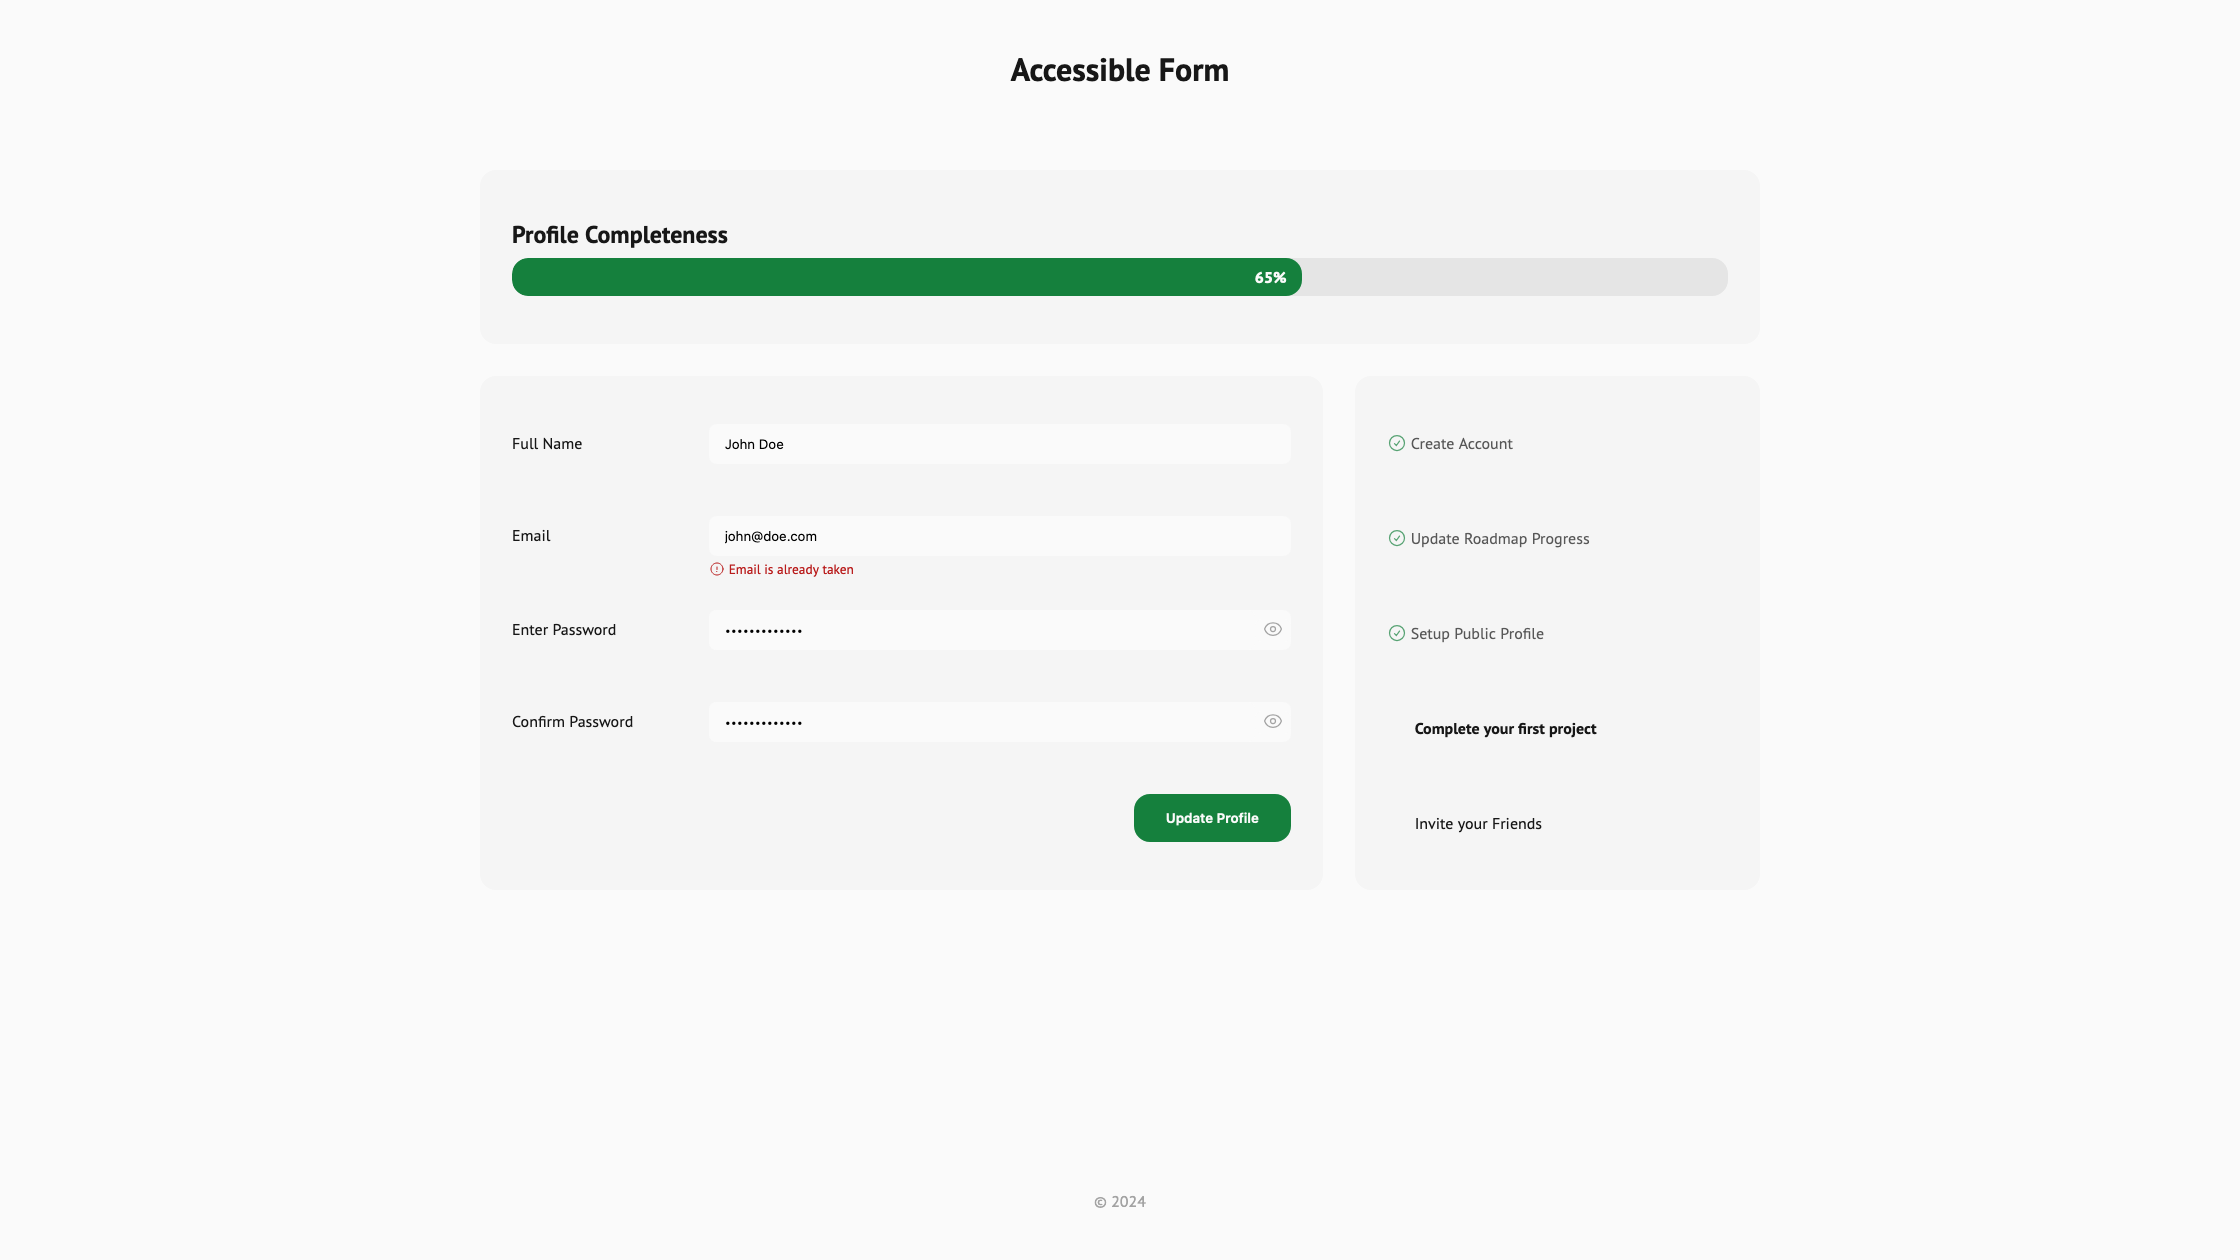 Accessible Form
Profile Completeness
65%
Full Name
John Doe
Email
john@doe.com
Email is already taken
Enter Password
•••••••••••••
Confirm Password
•••••••••••••
Update Profile
Create Account
Update Roadmap Progress
Setup Public Profile
Complete your first project
Invite your Friends
© 2024